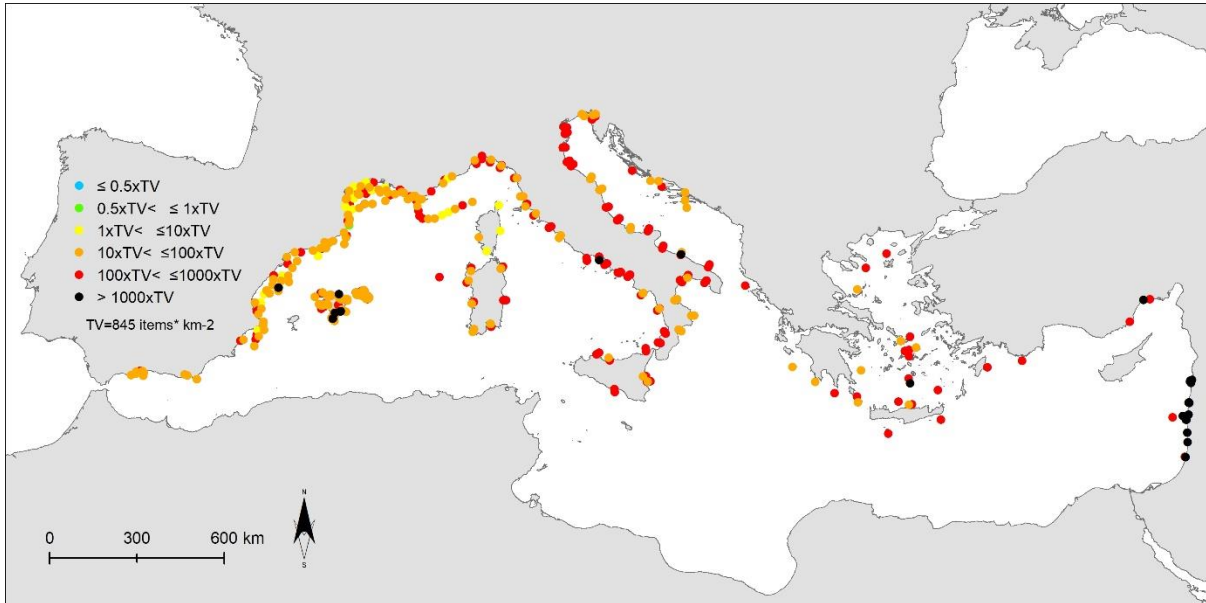 ≤ 0.5xTV
0.5xTV< ≤ 1xTV
1xTV< ≤10xTV
10xTV< ≤100xTV
100xTV< ≤1000xTV
> 1000xTV
TV=845 items* km-2
N
S
0 300 600 km